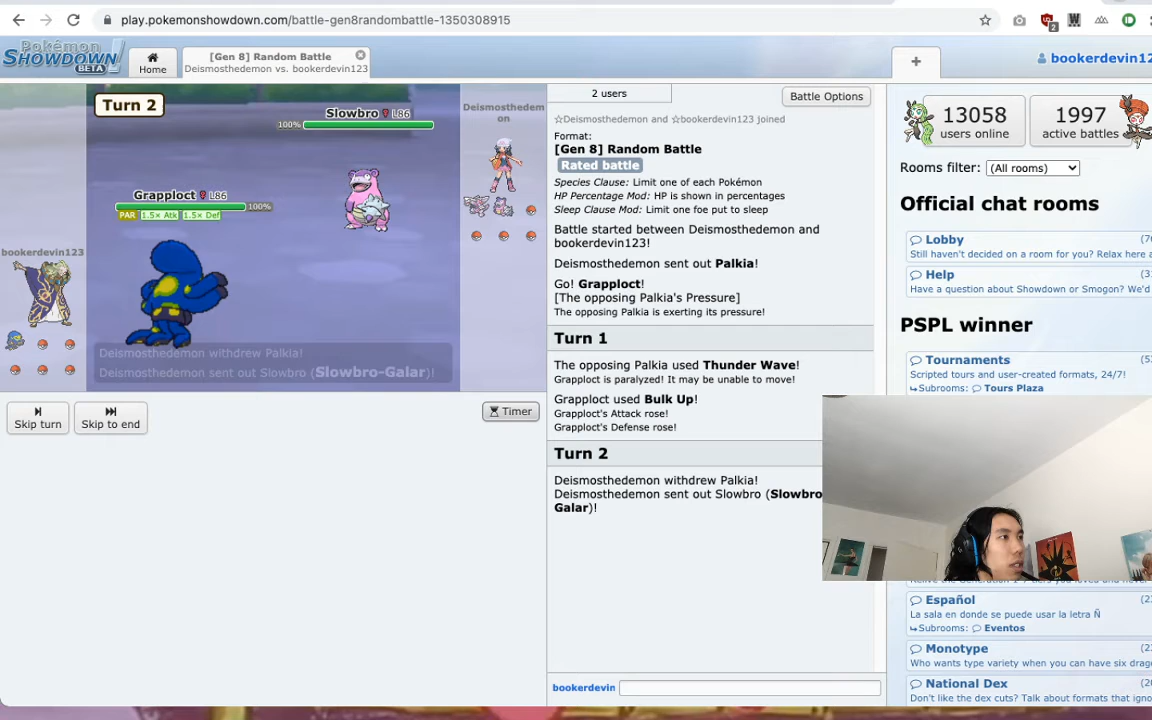 play.pokemonshowdown.com/battle-gen8randombattle-1350308915
2
Pokémon
SHOWDOWN
BETA
Home
[Gen 8] Random Battle
Deismosthedemon vs. bookerdevin123
+
bookerdevin12
Turn 2
Slowbro L86
100%
Grapploct L86
100%
PAR 1.5× Atk 1.5× Def
Deismosthedemon withdrew Palkia!
Deismosthedemon sent out Slowbro (Slowbro-Galar)!
bookerdevin123
Deismosthedem
on
Skip turn
Skip to end
Timer
2 users
Battle Options
☆Deismosthedemon and ☆bookerdevin123 joined
Format:
[Gen 8] Random Battle
Rated battle
Species Clause: Limit one of each Pokémon
HP Percentage Mod: HP is shown in percentages
Sleep Clause Mod: Limit one foe put to sleep
Battle started between Deismosthedemon and
bookerdevin123!
Deismosthedemon sent out Palkia!
Go! Grapploct!
[The opposing Palkia's Pressure]
The opposing Palkia is exerting its pressure!
Turn 1
The opposing Palkia used Thunder Wave!
Grapploct is paralyzed! It may be unable to move!
Grapploct used Bulk Up!
Grapploct's Attack rose!
Grapploct's Defense rose!
Turn 2
Deismosthedemon withdrew Palkia!
Deismosthedemon sent out Slowbro (Slowbro
Galar)!
bookerdevin
13058
users online
1997
active battles
Rooms filter: (All rooms)
Official chat rooms
Lobby
Still haven't decided on a room for you? Relax here a
Help
Have a question about Showdown or Smogon? We'd
PSPL winner
Tournaments
Scripted tours and user-created formats, 24/7!
↳Subrooms: Tours Plaza
Español
La sala en donde se puede usar la letra Ñ
↳Subrooms: Eventos
Monotype
Who wants type variety when you can have six drag
National Dex
Don't like the dex cuts? Talk about formats that igno